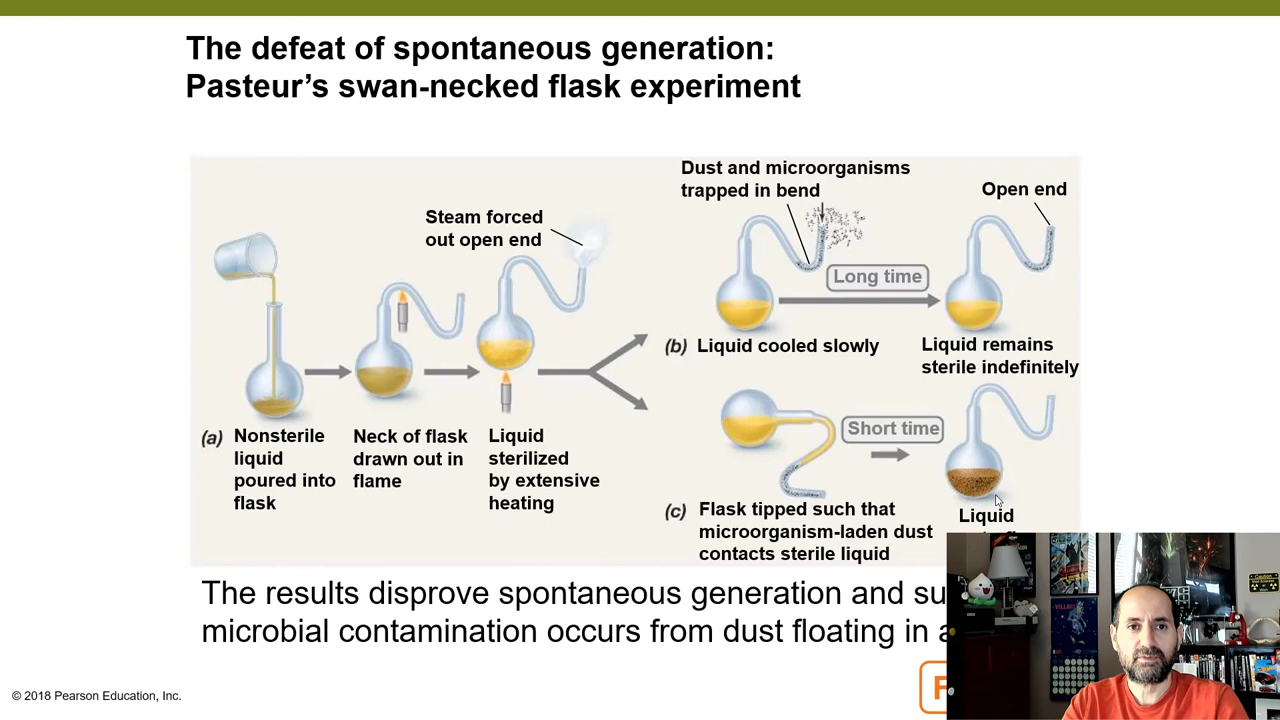 The defeat of spontaneous generation:
Pasteur’s swan-necked flask experiment
Dust and microorganisms
trapped in bend
Open end
Steam forced
out open end
Long time
(b) Liquid cooled slowly
Liquid remains
sterile indefinitely
Short time
(a) Nonsterile
liquid
poured into
flask
Neck of flask
drawn out in
flame
Liquid
sterilized
by extensive
heating
(c) Flask tipped such that
microorganism-laden dust
contacts sterile liquid
Liquid
The results disprove spontaneous generation and
microbial contamination occurs from dust floating in
© 2018 Pearson Education, Inc.
Caution